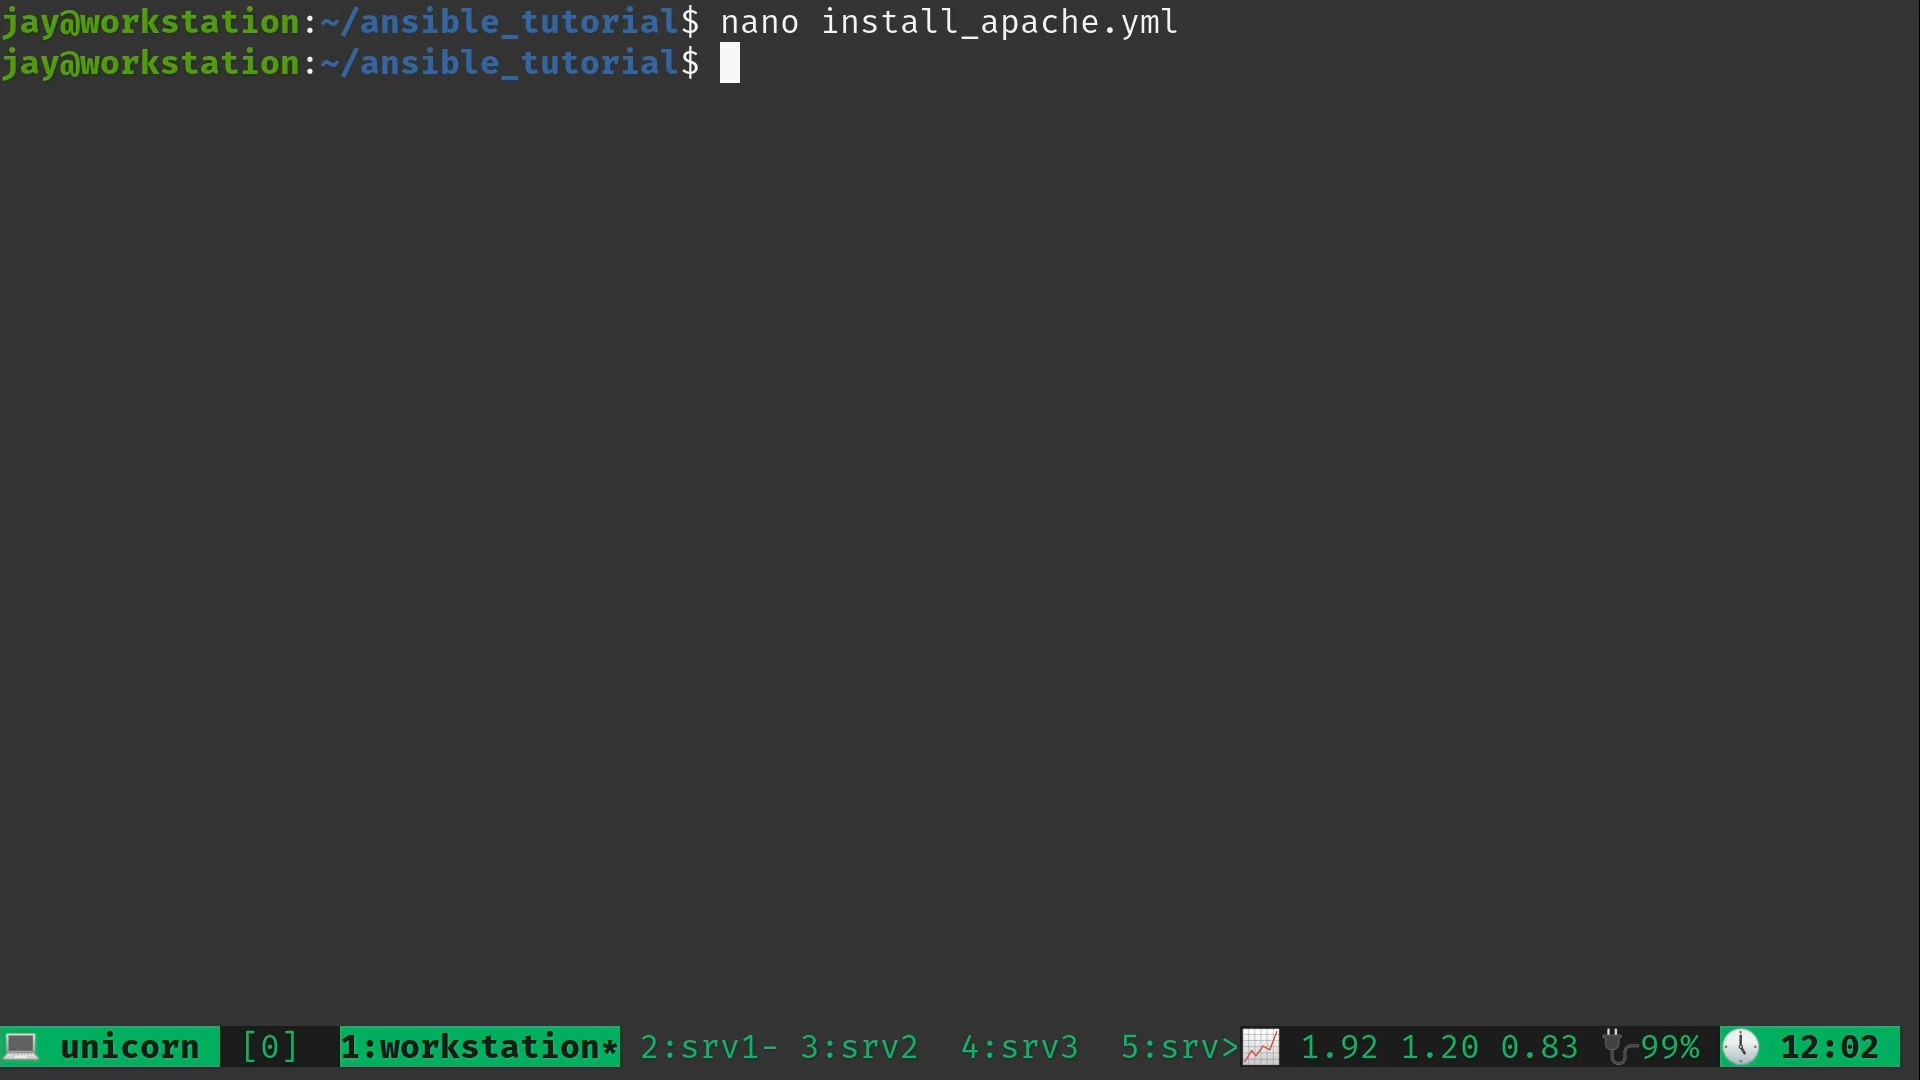 jay@workstation:~/ansible_tutorial$ nano install_apache.yml
jay@workstation:~/ansible_tutorial$
unicorn [0] 1:workstation* 2:srv1- 3:srv2 4:srv3 5:srv> 1.92 1.20 0.83 99% 12:02